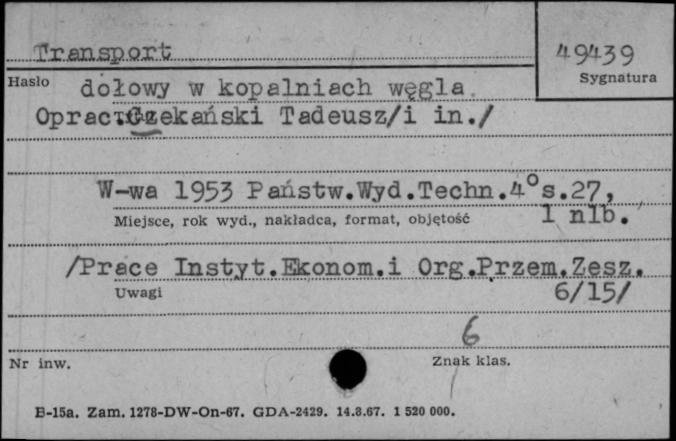 Transport
49439
Hasło
Sygnatura
dołowy w kopalniach węgla.
Oprac.Czekański Tadeusz/i in./
W-wa 1953 Państw.Wyd.Techn.4°s.27,
1 nlb.
Miejsce, rok wyd., nakładca, format, objętość
/Prace Instyt.Ekonom.i Org.Przem.Zesz.
6/15/
Uwagi
6
Nr inw.
Znak klas.
B-15a. Zam. 1278-DW-On-67. GDA-2429. 14.8.67. 1 520 000.